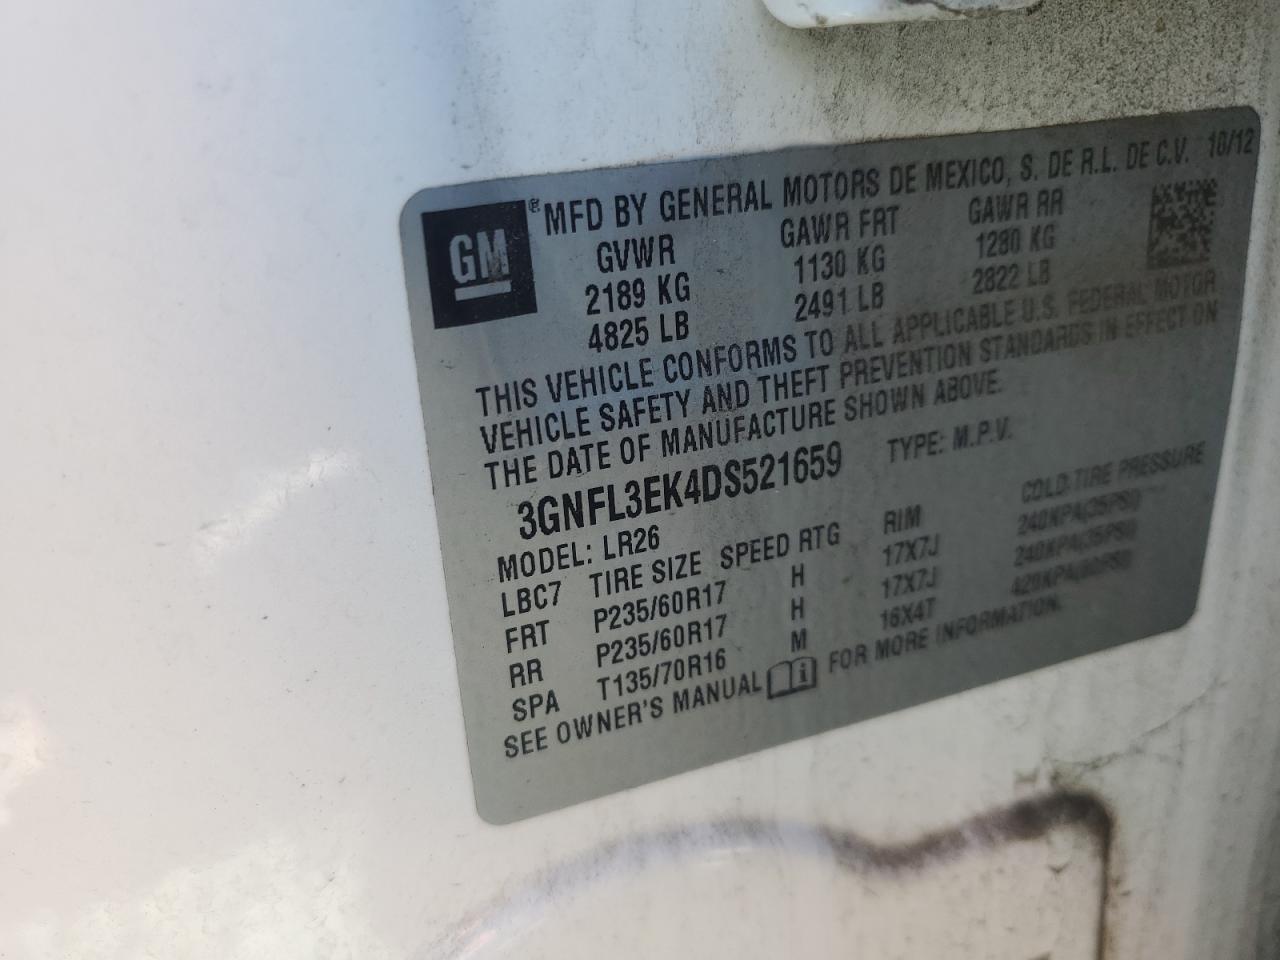 GM ® MFD BY GENERAL MOTORS DE MEXICO, S. DE R.L. DE C.V. 10/12
GVWR GAWR FRT GAWR RR
2189 KG 1130 KG 1280 KG
4825 LB 2491 LB 2822 LB
THIS VEHICLE CONFORMS TO ALL APPLICABLE U.S. FEDERAL MOTOR
VEHICLE SAFETY AND THEFT PREVENTION STANDARDS IN EFFECT ON
THE DATE OF MANUFACTURE SHOWN ABOVE.
3GNFL3EK4DS521659 TYPE: M.P.V.
MODEL: LR26
LBC7 TIRE SIZE SPEED RTG RIM COLD TIRE PRESSURE
FRT P235/60R17 H 17X7J 240KPA(35PSI)
RR P235/60R17 H 17X7J 240KPA(35PSI)
SPA T135/70R16 M 16X4T 420KPA(60PSI)
SEE OWNER'S MANUAL i FOR MORE INFORMATION.